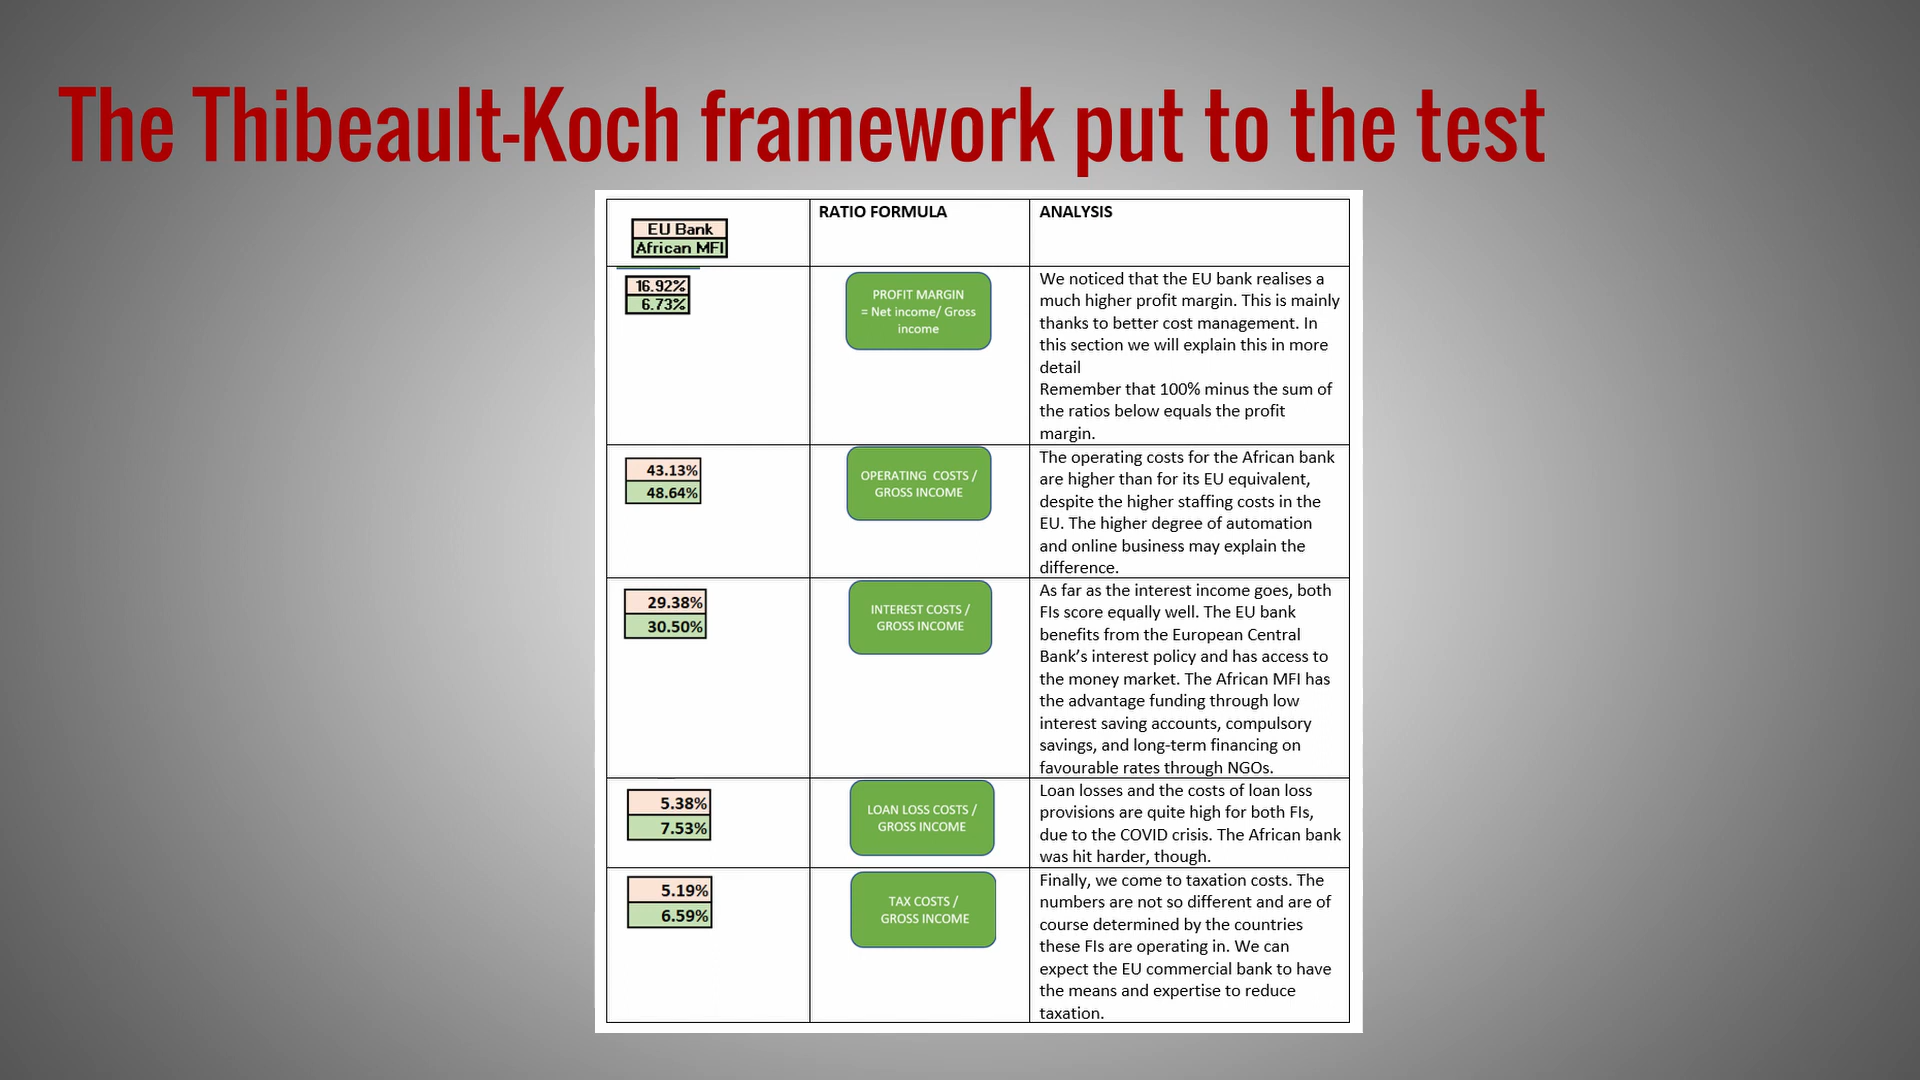 The Thibeault-Koch framework put to the test
EU Bank
African MFI
RATIO FORMULA
ANALYSIS
16.92%
6.73%
PROFIT MARGIN
= Net income/ Gross
income
We noticed that the EU bank realises a
much higher profit margin. This is mainly
thanks to better cost management. In
this section we will explain this in more
detail
Remember that 100% minus the sum of
the ratios below equals the profit
margin.
43.13%
48.64%
OPERATING COSTS /
GROSS INCOME
The operating costs for the African bank
are higher than for its EU equivalent,
despite the higher staffing costs in the
EU. The higher degree of automation
and online business may explain the
difference.
29.38%
30.50%
INTEREST COSTS /
GROSS INCOME
As far as the interest income goes, both
FIs score equally well. The EU bank
benefits from the European Central
Bank’s interest policy and has access to
the money market. The African MFI has
the advantage funding through low
interest saving accounts, compulsory
savings, and long-term financing on
favourable rates through NGOs.
5.38%
7.53%
LOAN LOSS COSTS /
GROSS INCOME
Loan losses and the costs of loan loss
provisions are quite high for both FIs,
due to the COVID crisis. The African bank
was hit harder, though.
5.19%
6.59%
TAX COSTS /
GROSS INCOME
Finally, we come to taxation costs. The
numbers are not so different and are of
course determined by the countries
these FIs are operating in. We can
expect the EU commercial bank to have
the means and expertise to reduce
taxation.